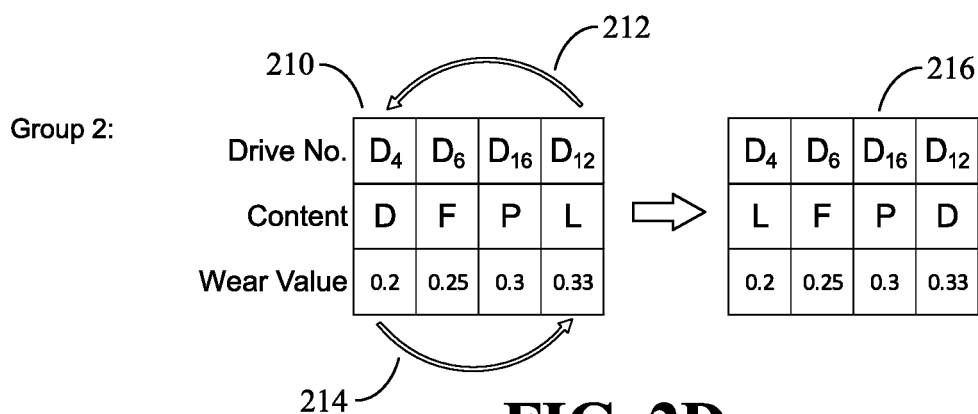 212
210
216
Group 2:
Drive No. D₄ D₆ D₁₆ D₁₂ D₄ D₆ D₁₆ D₁₂
Content D F P L L F P D
Wear Value 0.2 0.25 0.3 0.33 0.2 0.25 0.3 0.33
214
FIG. 2D